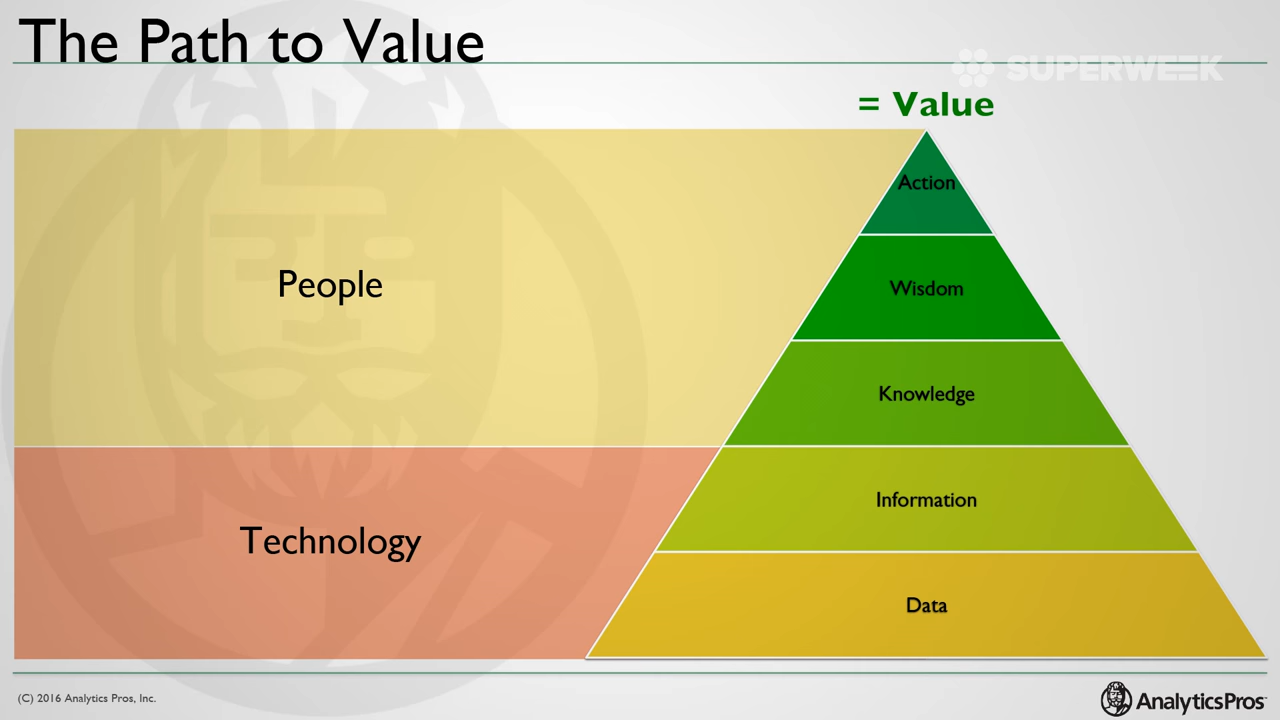 The Path to Value
SUPERWEEK
= Value
Action
People
Wisdom
Knowledge
Information
Technology
Data
(C) 2016 Analytics Pros, Inc.
AnalyticsPros